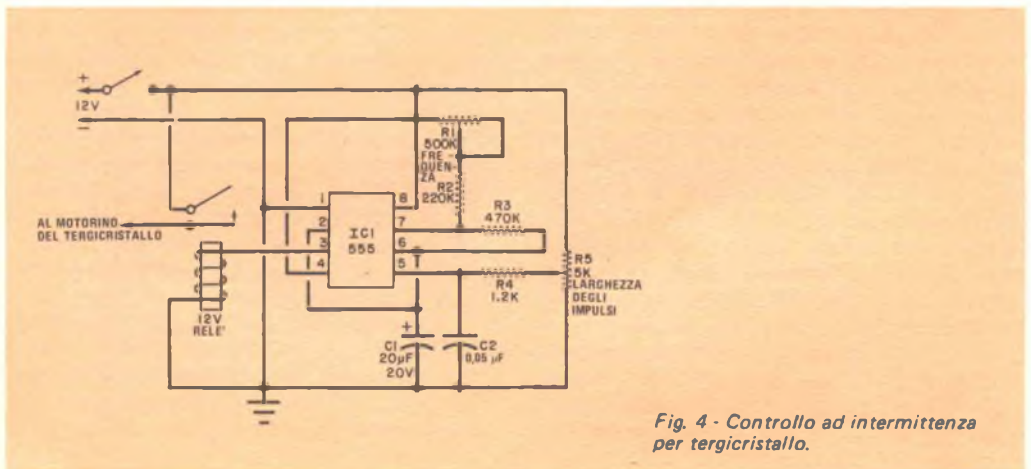 +
12V
−
AL MOTORINO
DEL TERGICRISTALLO
12V
RELE'
1
2
3
4
IC1
555
8
7
6
5
R1
500K
FRE -
QUEN-
ZA
R2
220K
R3
470K
R4
1.2K
R5
5K
LARGHEZZA
DEGLI
IMPULSI
+
C1
20µF
20V
C2
0,05 µF
Fig. 4 - Controllo ad intermittenza
per tergicristallo.